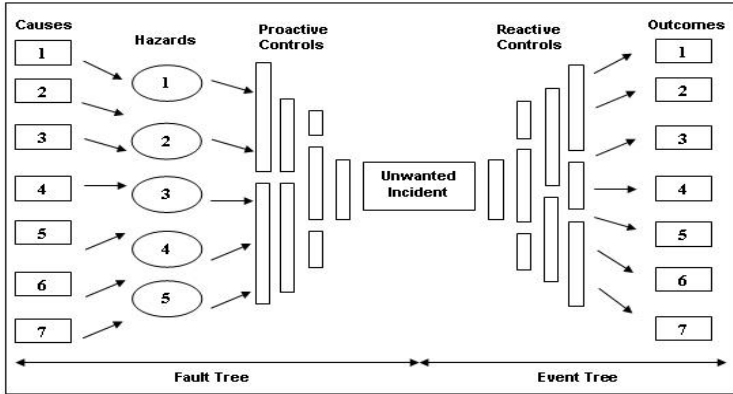 Causes
Hazards
Proactive
Controls
Reactive
Controls
Outcomes
1
2
3
4
5
6
7
1
2
3
4
5
Unwanted
Incident
1
2
3
4
5
6
7
Fault Tree
Event Tree